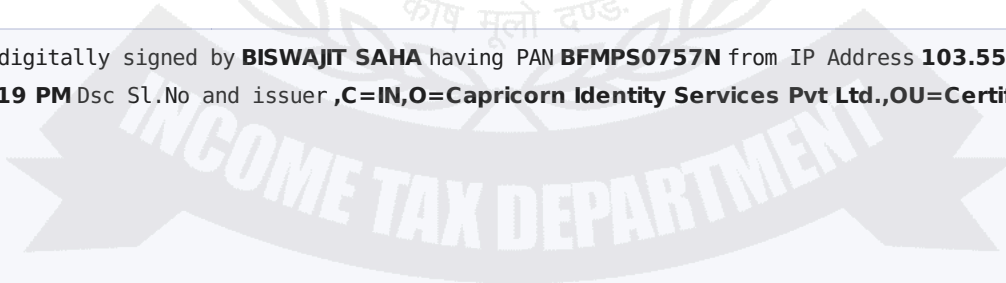 कोष मूलो दण्ड:
digitally signed by BISWAJIT SAHA having PAN BFMPS0757N from IP Address 103.55
19 PM Dsc Sl.No and issuer ,C=IN,O=Capricorn Identity Services Pvt Ltd.,OU=Certi
INCOME TAX DEPARTMENT